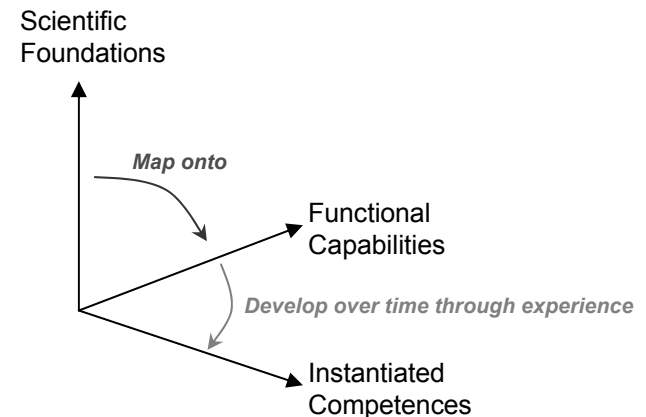 Scientific
Foundations
Map onto
Functional
Capabilities
Develop over time through experience
Instantiated
Competences